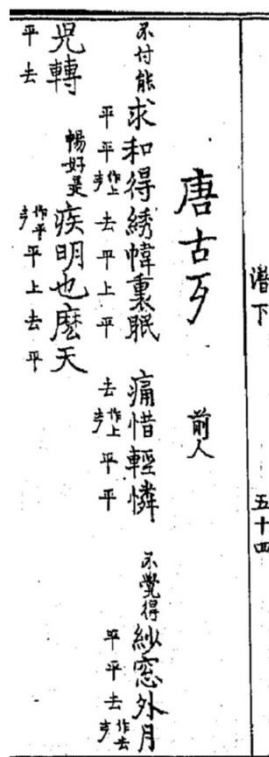 潛下 五十四
唐古歹 前人
不付能求和得綉幃裏眠 痛惜輕憐 不覺得紗窓外月
平平作上去平上平 去作上平平 平平去作去
児轉 暢好是疾明也麽天
平去 作平平上去平